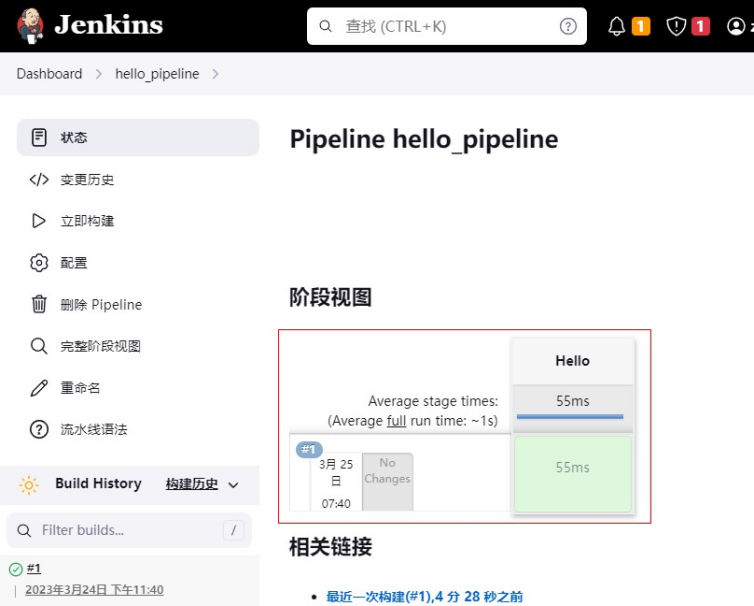 Jenkins
查找 (CTRL+K)
1
1
Dashboard
hello_pipeline
状态
变更历史
立即构建
配置
删除 Pipeline
完整阶段视图
重命名
流水线语法
Build History 构建历史
Filter builds... /
#1
2023年3月24日 下午11:40
Pipeline hello_pipeline
阶段视图
Hello
Average stage times: 55ms
(Average full run time: ~1s)
#1
3月 25
日
07:40
No
Changes
55ms
相关链接
最近一次构建(#1),4 分 28 秒之前